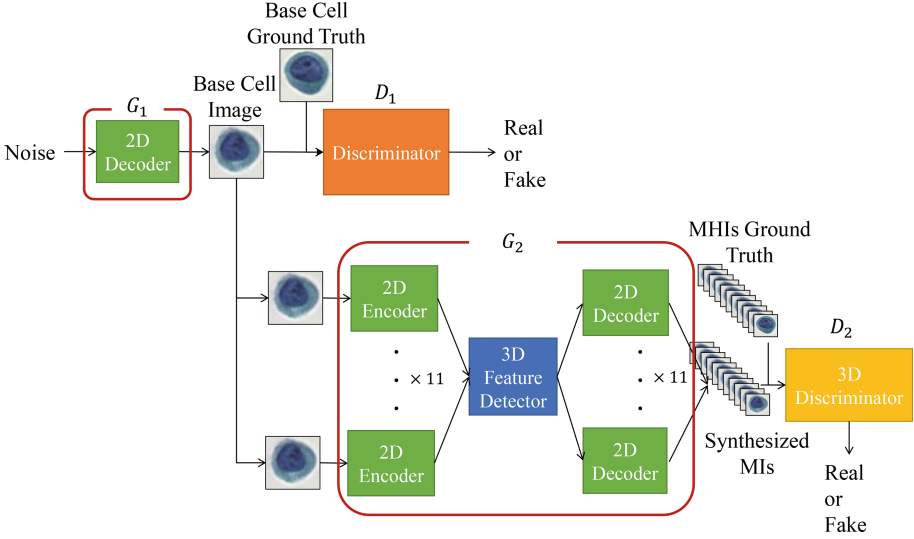 Base Cell
Ground Truth
Base Cell
Image
G₁
D₁
Noise
2D
Decoder
Discriminator
Real
or
Fake
G₂
MHIs Ground
Truth
2D
Encoder
2D
Decoder
× 11
3D
Feature
Detector
× 11
D₂
3D
Discriminator
2D
Encoder
2D
Decoder
Synthesized
MIs
Real
or
Fake